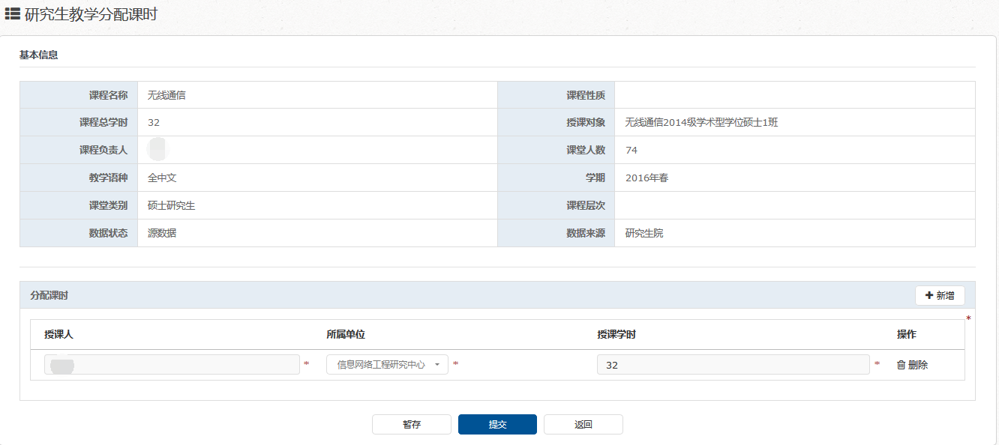 研究生教学分配课时
基本信息
课程名称 无线通信 课程性质
课程总学时 32 授课对象 无线通信2014级学术型学位硕士1班
课程负责人 课堂人数 74
教学语种 全中文 学期 2016年春
课堂类别 硕士研究生 课程层次
数据状态 源数据 数据来源 研究生院
分配课时 新增
*
授课人 所属单位 授课学时 操作
* 信息网络工程研究中心 * 32 * 删除
暂存 提交 返回